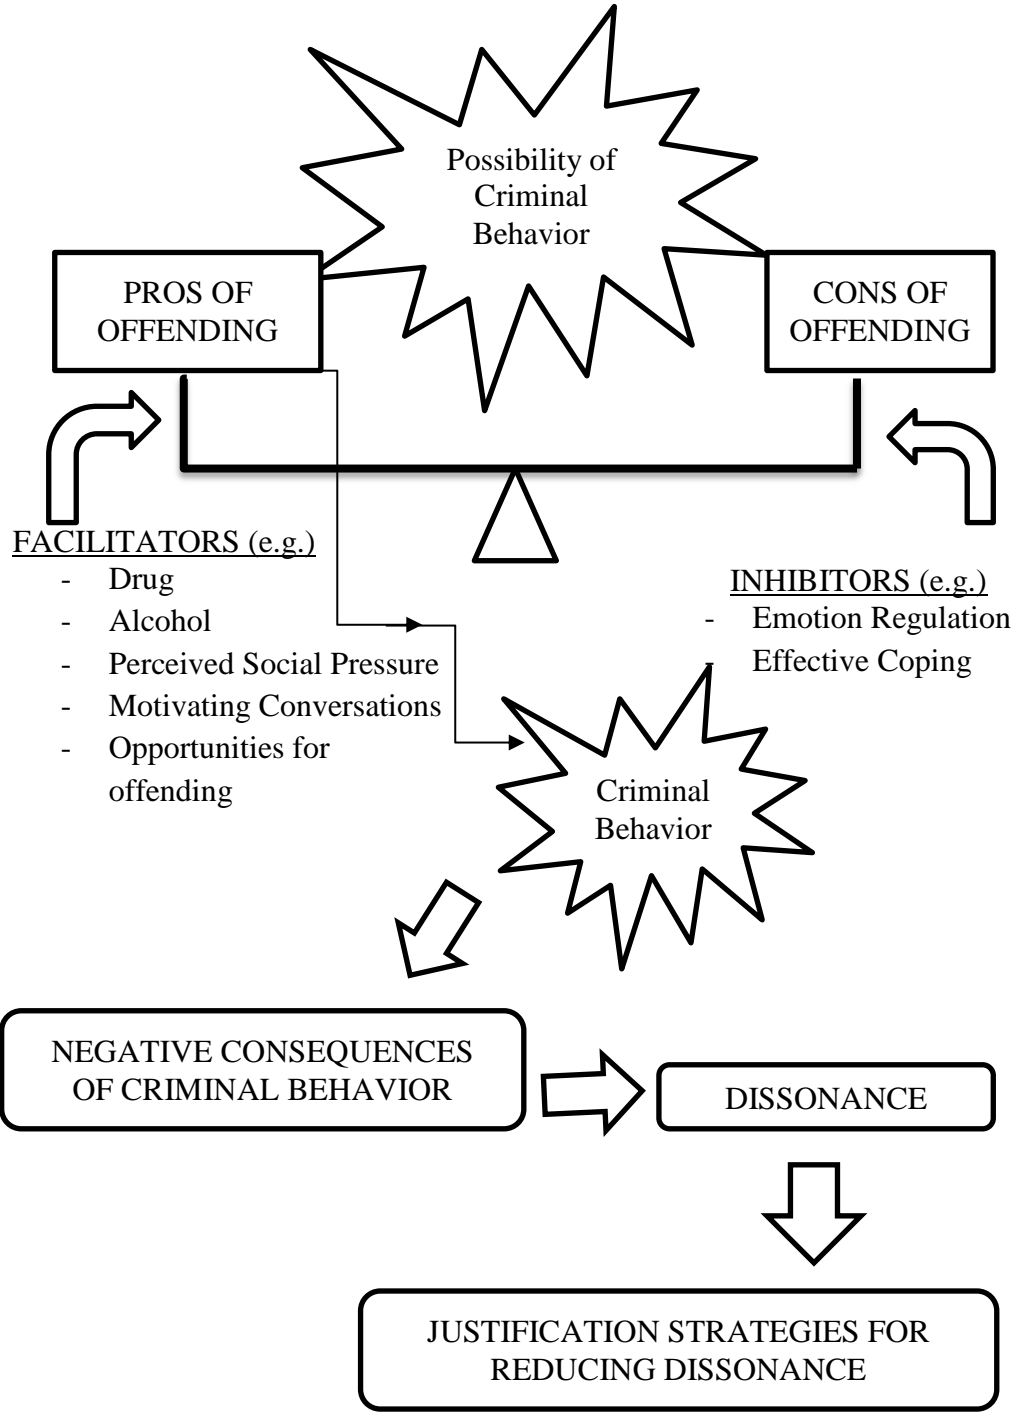 Possibility of
Criminal
Behavior
PROS OF
OFFENDING
CONS OF
OFFENDING
FACILITATORS (e.g.)
- Drug
- Alcohol
- Perceived Social Pressure
- Motivating Conversations
- Opportunities for
offending
INHIBITORS (e.g.)
- Emotion Regulation
- Effective Coping
Criminal
Behavior
NEGATIVE CONSEQUENCES
OF CRIMINAL BEHAVIOR
DISSONANCE
JUSTIFICATION STRATEGIES FOR
REDUCING DISSONANCE